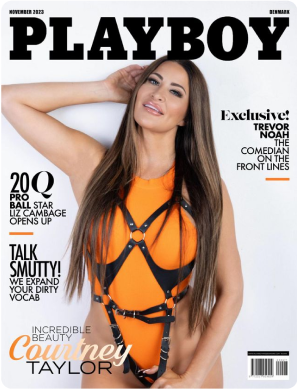 NOVEMBER 2023
DENMARK
PLAYBOY
Exclusive!
TREVOR
NOAH
THE
COMEDIAN
ON THE
FRONT LINES
20Q
PRO
BALL STAR
LIZ CAMBAGE
OPENS UP
TALK
SMUTTY!
WE EXPAND
YOUR DIRTY
VOCAB
INCREDIBLE
BEAUTY
Courtney
TAYLOR